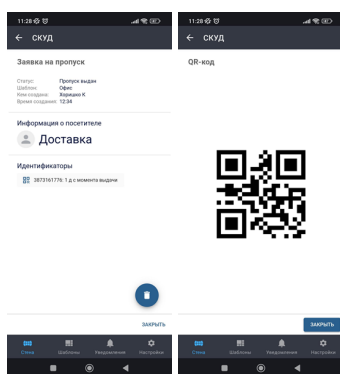 11:28
СКУД
Заявка на пропуск
Статус: Пропуск выдан
Шаблон: Офис
Кем создана: Хоришко К
Время создания: 12:34
Информация о посетителе
Доставка
Идентификаторы
3873161776: 1 д с момента выдачи
ЗАКРЫТЬ
Стена Шаблоны Уведомления Настройки
11:28
СКУД
QR-код
ЗАКРЫТЬ
Стена Шаблоны Уведомления Настройки